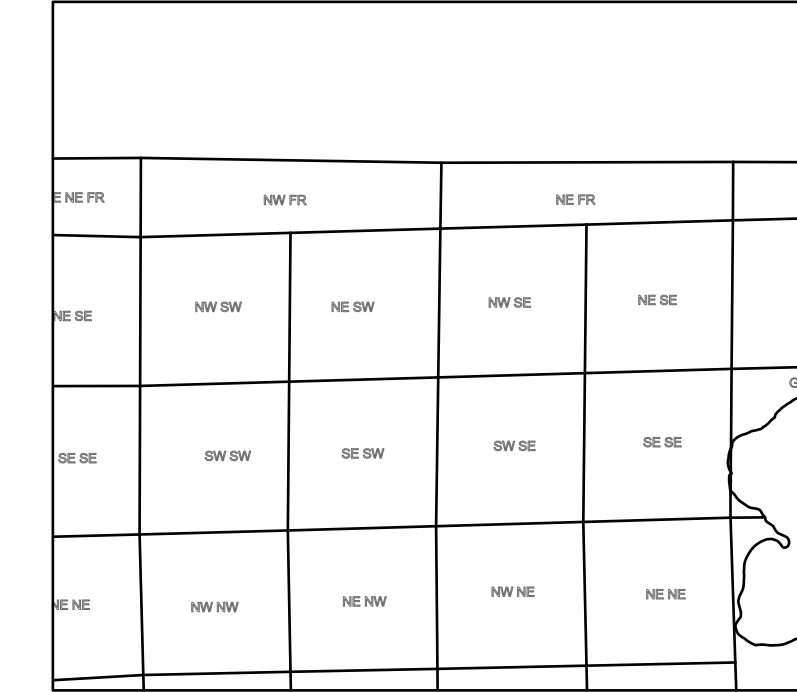 E NE FR
NW FR
NE FR
NE SE
NW SW
NE SW
NW SE
NE SE
G
SE SE
SW SW
SE SW
SW SE
SE SE
NE NE
NW NW
NE NW
NW NE
NE NE